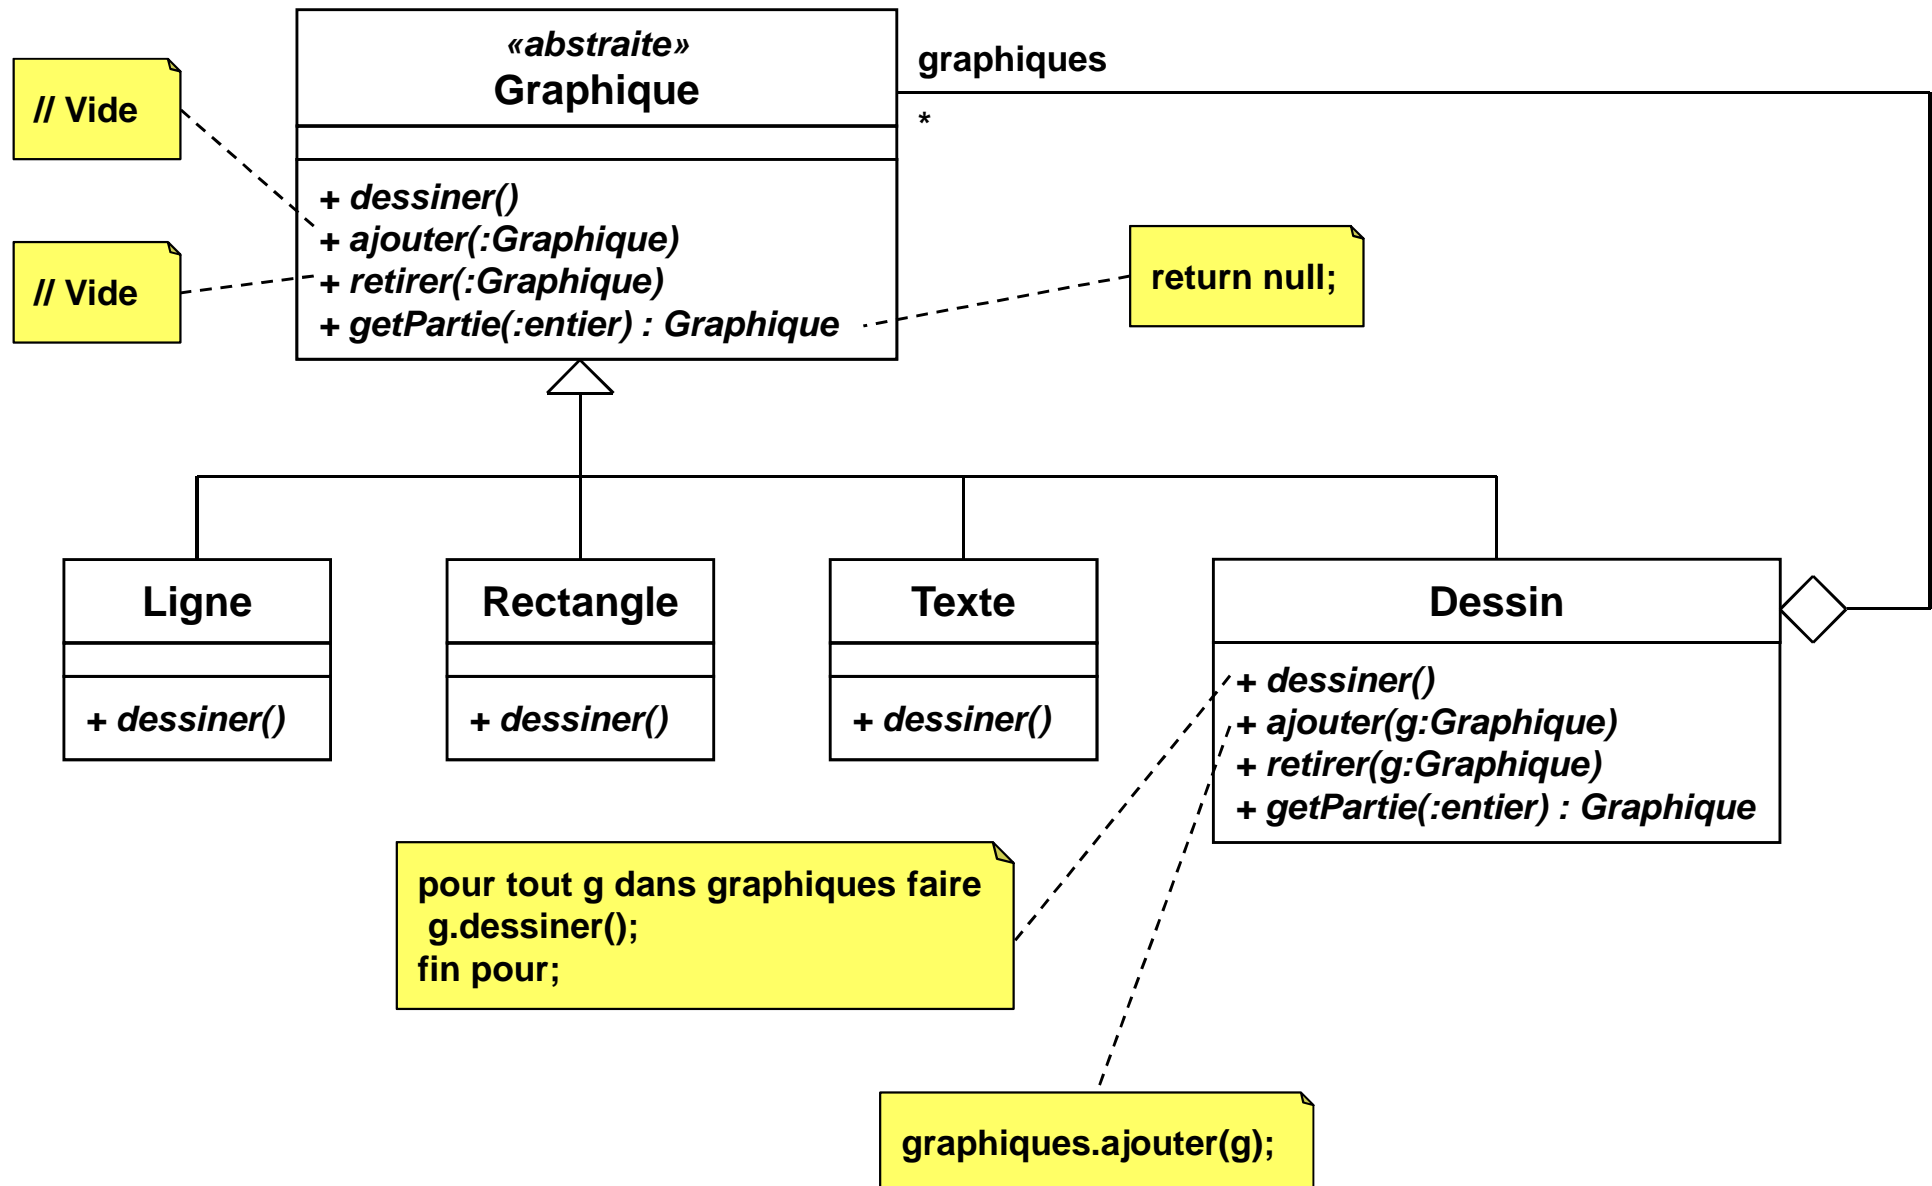 «abstraite»
Graphique
graphiques
*
// Vide
// Vide
+ dessiner()
+ ajouter(:Graphique)
+ retirer(:Graphique)
+ getPartie(:entier) : Graphique
return null;
Ligne
+ dessiner()
Rectangle
+ dessiner()
Texte
+ dessiner()
Dessin
+ dessiner()
+ ajouter(g:Graphique)
+ retirer(g:Graphique)
+ getPartie(:entier) : Graphique
pour tout g dans graphiques faire
g.dessiner();
fin pour;
graphiques.ajouter(g);